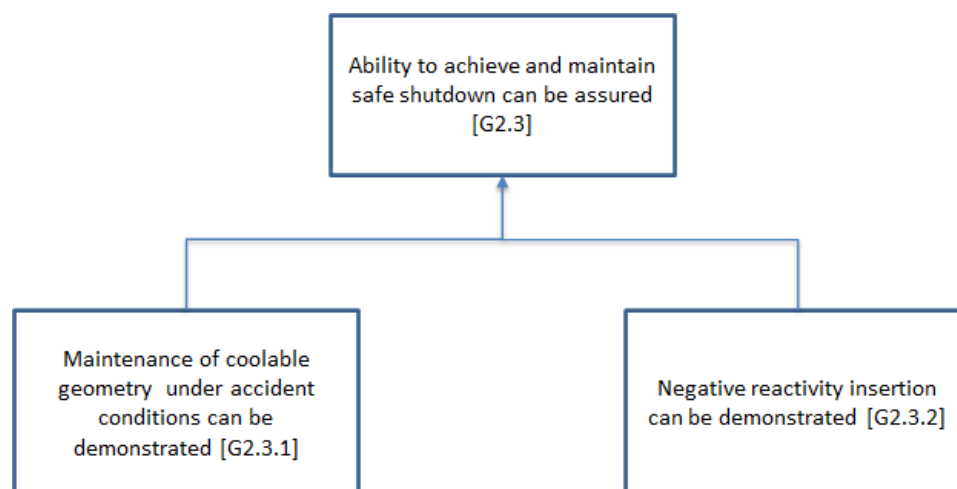 Ability to achieve and maintain
safe shutdown can be assured
[G2.3]
Maintenance of coolable
geometry under accident
conditions can be
demonstrated [G2.3.1]
Negative reactivity insertion
can be demonstrated [G2.3.2]